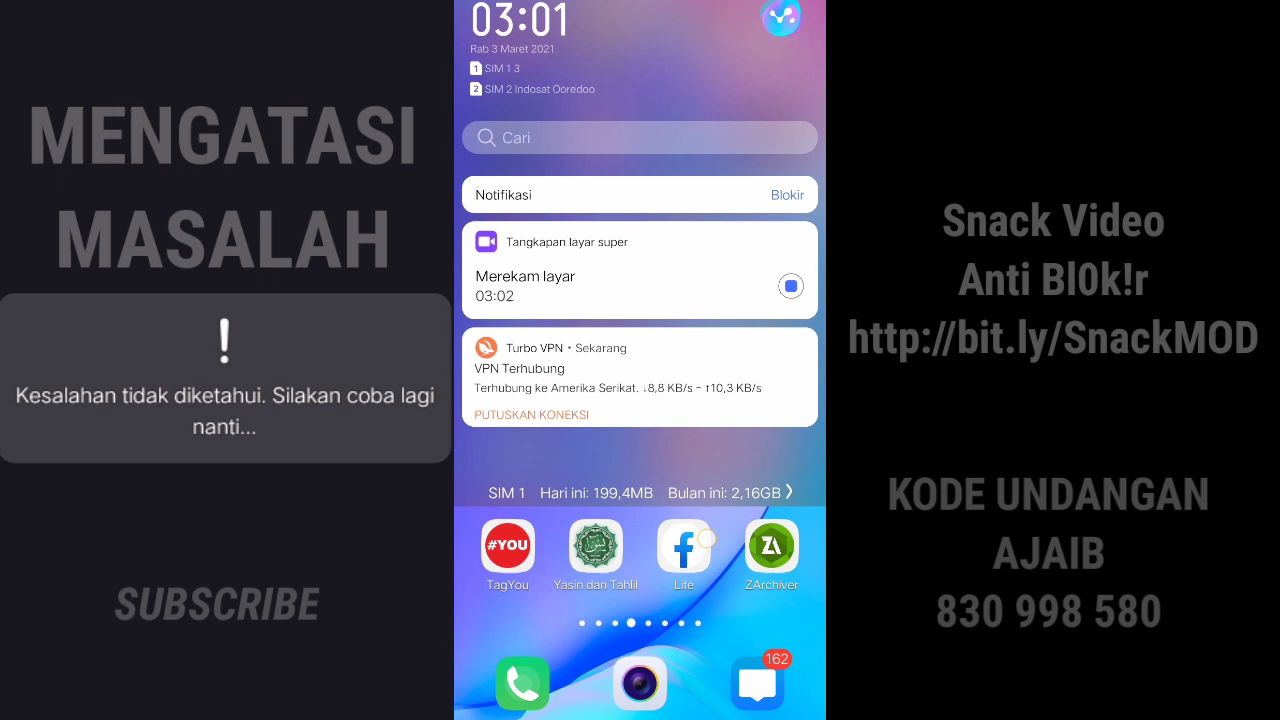 MENGATASI
MASALAH
!
Kesalahan tidak diketahui. Silakan coba lagi
nanti...
SUBSCRIBE
03:01
Rab 3 Maret 2021
1 SIM 1 3
2 SIM 2 Indosat Ooredoo
Cari
Notifikasi
Blokir
Tangkapan layar super
Merekam layar
03:02
Turbo VPN • Sekarang
VPN Terhubung
Terhubung ke Amerika Serikat. ↓8,8 KB/s - ↑10,3 KB/s
PUTUSKAN KONEKSI
SIM 1 Hari ini: 199,4MB Bulan ini: 2,16GB ❯
#YOU
ZA
TagYou
Yasin dan Tahlil
Lite
ZArchiver
162
Snack Video
Anti Bl0k!r
http://bit.ly/SnackMOD
KODE UNDANGAN
AJAIB
830 998 580